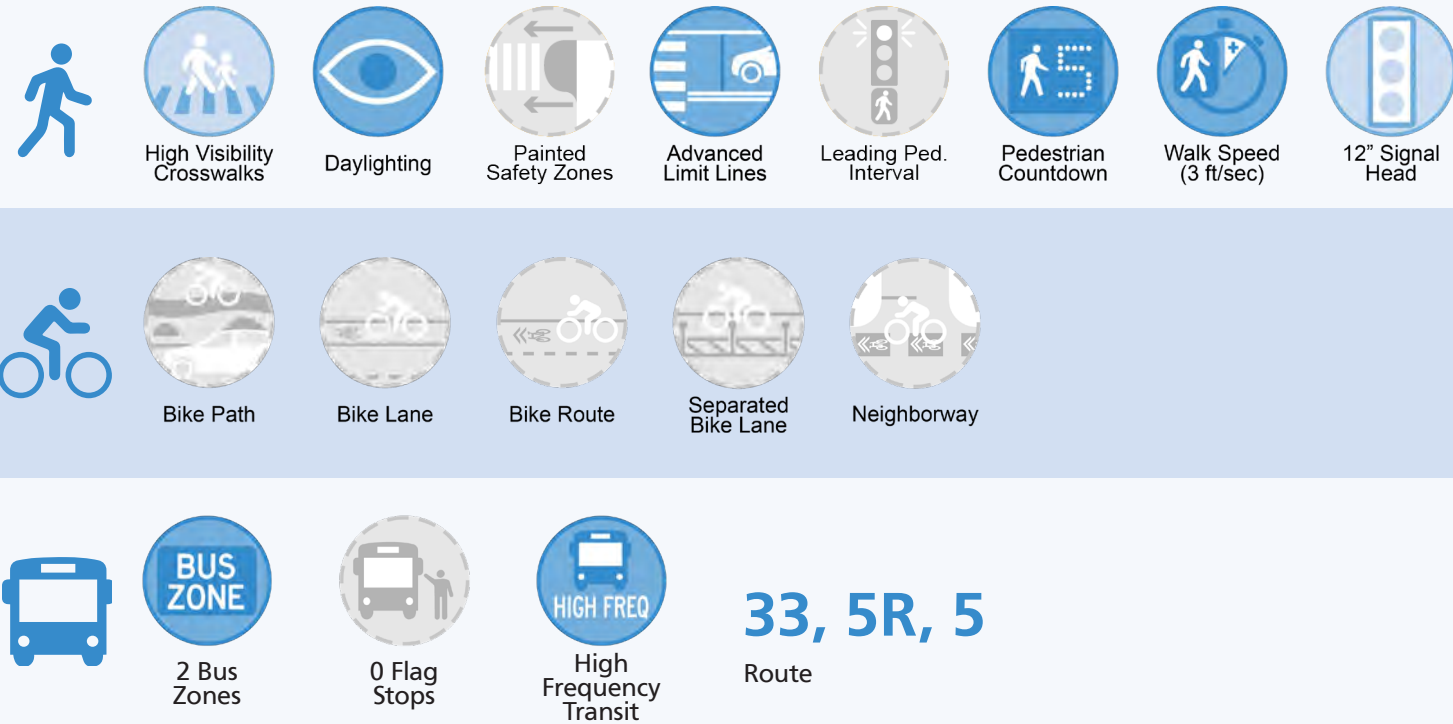 High Visibility
Crosswalks
Daylighting
Painted
Safety Zones
Advanced
Limit Lines
Leading Ped.
Interval
5
Pedestrian
Countdown
Walk Speed
(3 ft/sec)
12” Signal
Head
Bike Path
Bike Lane
Bike Route
Separated
Bike Lane
Neighborway
BUS
ZONE
2 Bus
Zones
0 Flag
Stops
HIGH FREQ
High
Frequency
Transit
33, 5R, 5
Route